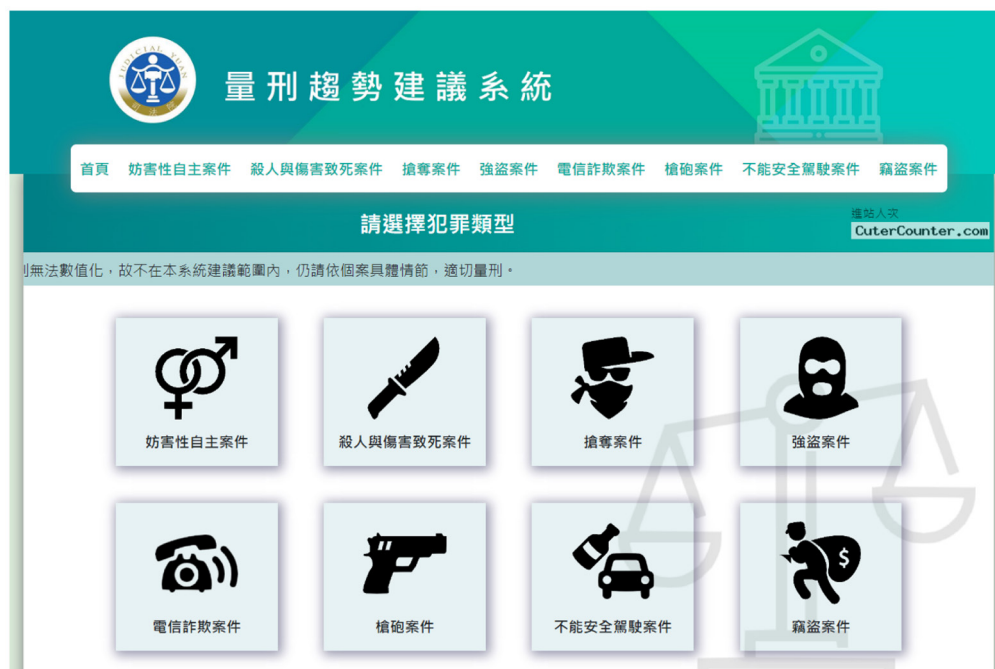 JUDICIAL YUAN
司法院
量刑趨勢建議系統
首頁 妨害性自主案件 殺人與傷害致死案件 搶奪案件 強盜案件 電信詐欺案件 槍砲案件 不能安全駕駛案件 竊盜案件
請選擇犯罪類型
進站人次
CuterCounter.com
無法數值化，故不在本系統建議範圍內，仍請依個案具體情節，適切量刑。
妨害性自主案件 殺人與傷害致死案件 搶奪案件 強盜案件
$
電信詐欺案件 槍砲案件 不能安全駕駛案件 竊盜案件